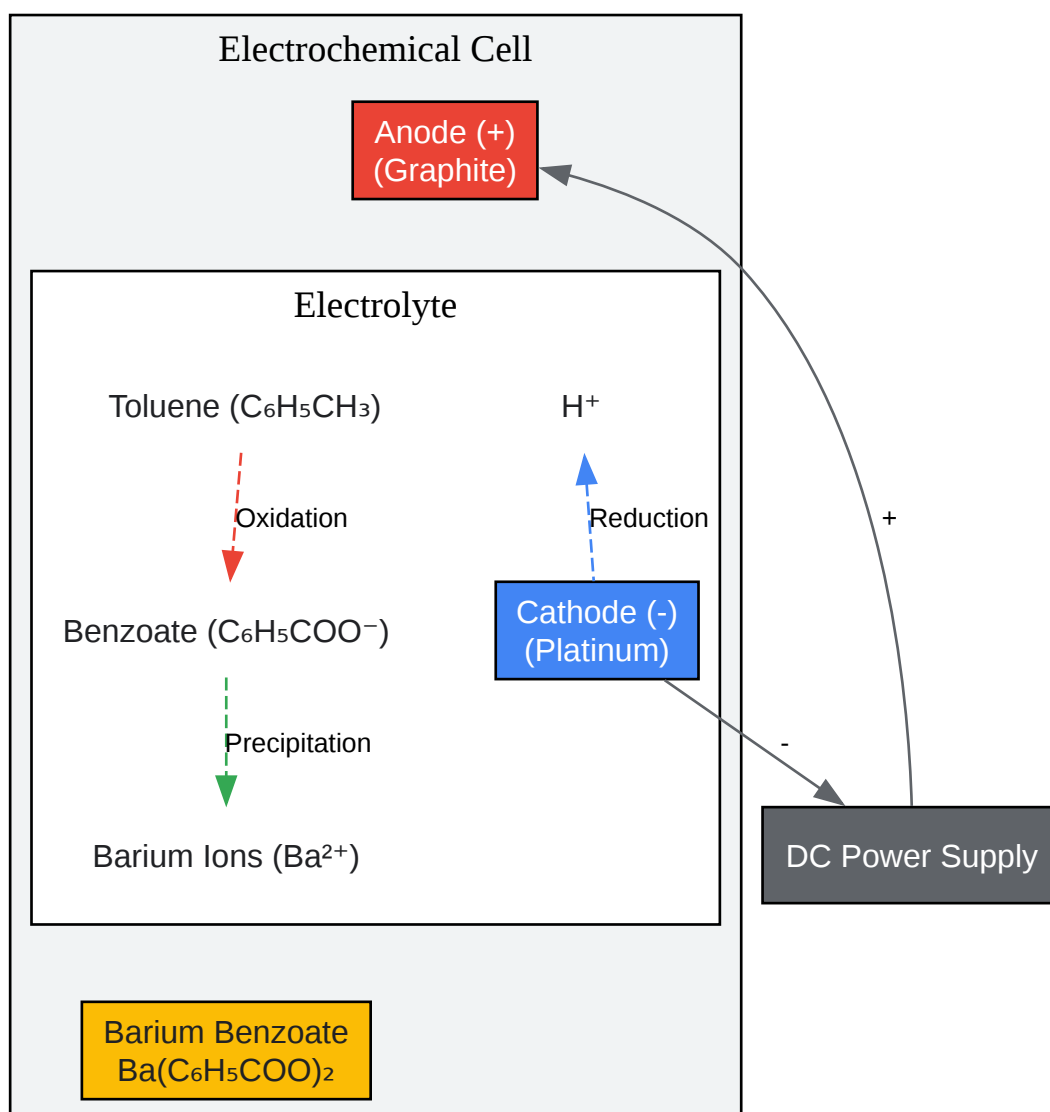 Electrochemical Cell
Anode (+)
(Graphite)
Electrolyte
Toluene (C₆H₅CH₃)
H⁺
Oxidation
Reduction
+
Benzoate (C₆H₅COO⁻)
Cathode (-)
(Platinum)
Precipitation
-
Barium Ions (Ba²⁺)
DC Power Supply
Barium Benzoate
Ba(C₆H₅COO)₂